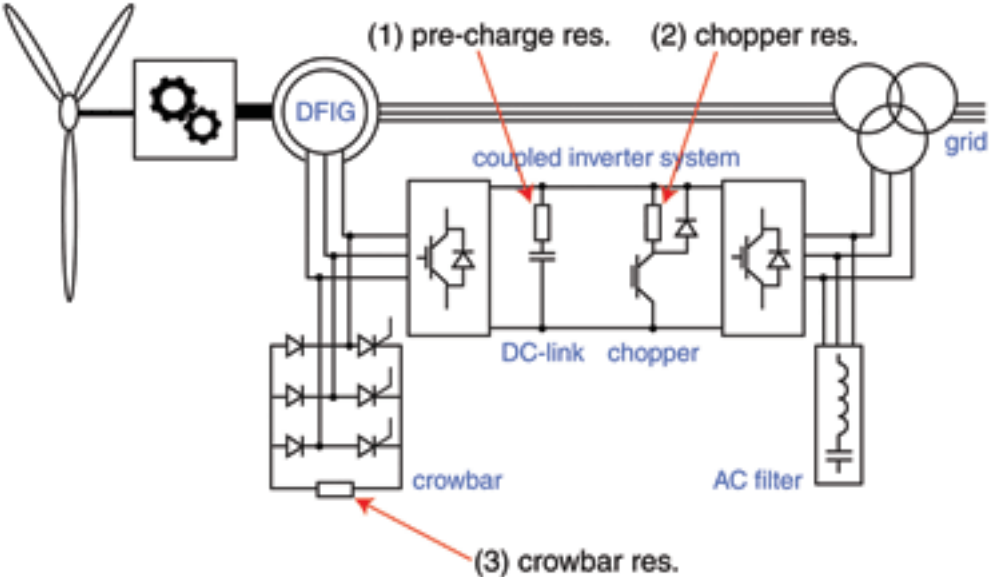 (1) pre-charge res.
(2) chopper res.
DFIG
grid
coupled inverter system
DC-link
chopper
crowbar
AC filter
(3) crowbar res.